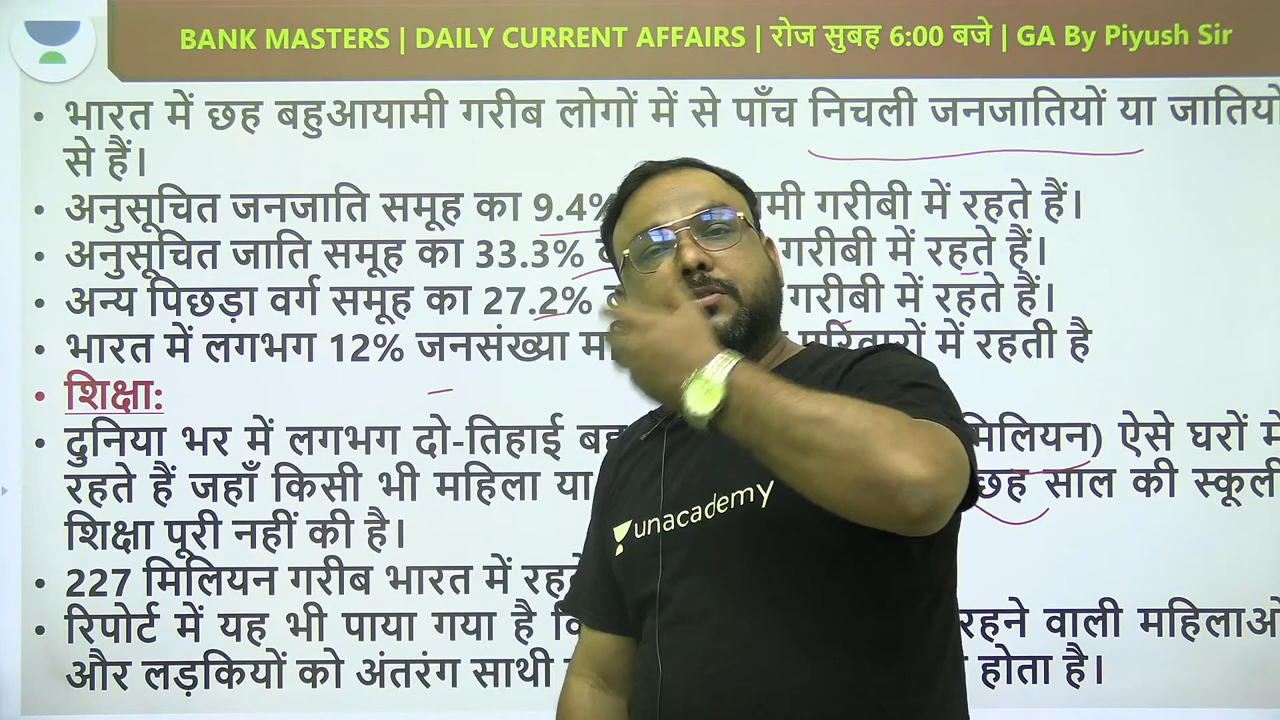 BANK MASTERS | DAILY CURRENT AFFAIRS | रोज सुबह 6:00 बजे | GA By Piyush Sir
• भारत में छह बहुआयामी गरीब लोगों में से पाँच निचली जनजातियों या जातियों
से हैं।
• अनुसूचित जनजाति समूह का 9.4% गरीबी में रहते हैं।
• अनुसूचित जाति समूह का 33.3% गरीबी में रहते हैं।
• अन्य पिछड़ा वर्ग समूह का 27.2% गरीबी में रहते हैं।
• भारत में लगभग 12% जनसंख्या परिवारों में रहती है
• शिक्षा:
• दुनिया भर में लगभग दो-तिहाई मिलियन) ऐसे घरों में
रहते हैं जहाँ किसी भी महिला या छह साल की स्कूली
शिक्षा पूरी नहीं की है।
• 227 मिलियन गरीब भारत में
• रिपोर्ट में यह भी पाया गया है रहने वाली महिलाओं
और लड़कियों को अंतरंग साथी होता है।
unacademy